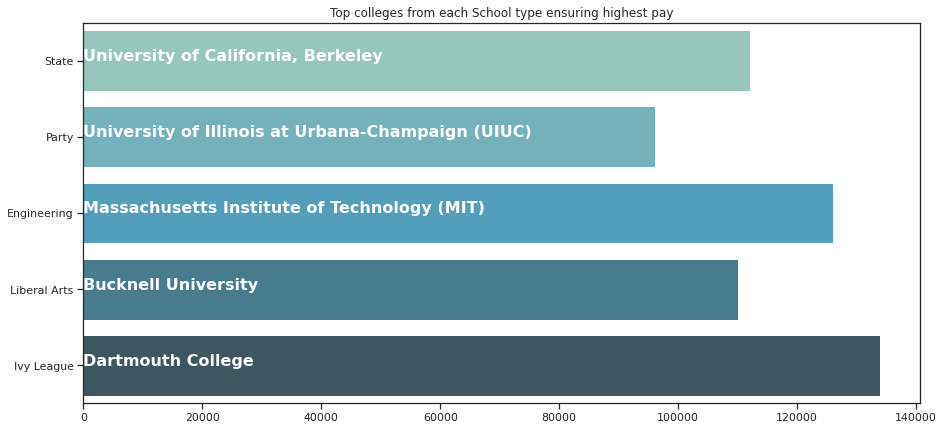 Top colleges from each School type ensuring highest pay
State
University of California, Berkeley
Party
University of Illinois at Urbana-Champaign (UIUC)
Engineering
Massachusetts Institute of Technology (MIT)
Liberal Arts
Bucknell University
Ivy League
Dartmouth College
0 20000 40000 60000 80000 100000 120000 140000